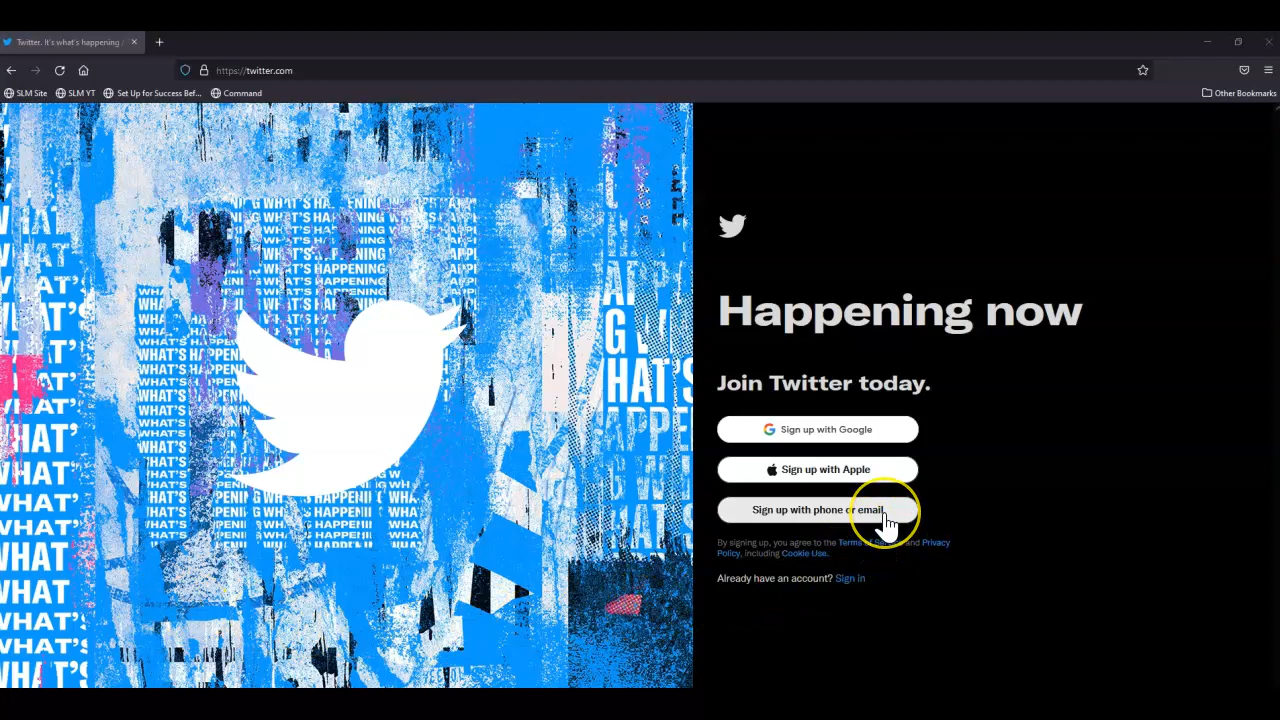 Twitter. It's what's happening /
https://twitter.com
SLM Site
SLM YT
Set Up for Success Bef...
Command
Other Bookmarks
WHAT'S HAPPENING
Happening now
Join Twitter today.
Sign up with Google
Sign up with Apple
Sign up with phone or email
By signing up, you agree to the Terms of Service and Privacy
Policy, including Cookie Use.
Already have an account? Sign in